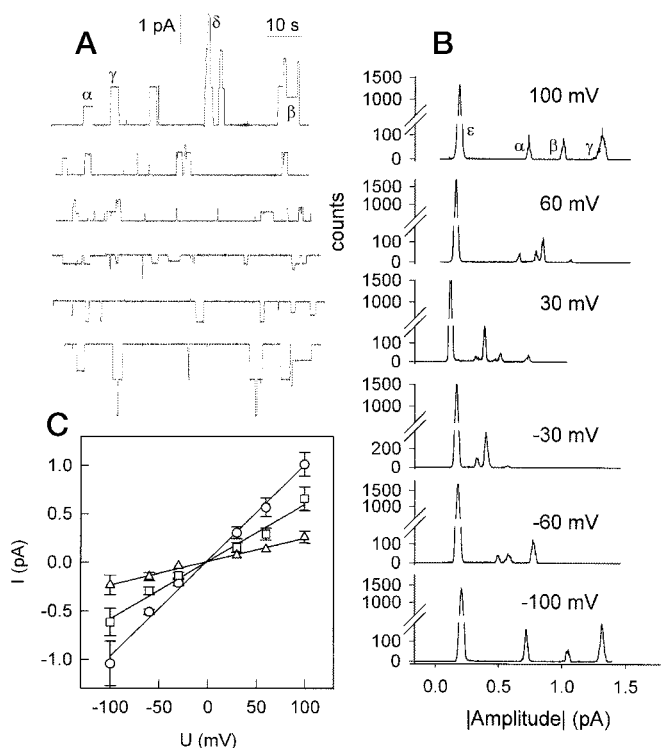 A
1 pA
10 s
δ
γ
α
β
B
counts
1500
1000
100
0
100 mV
ε
α
β
γ
1500
1000
100
0
60 mV
1500
1000
100
0
30 mV
1500
1000
200
0
-30 mV
1500
1000
100
0
-60 mV
1500
1000
100
0
-100 mV
0.0 0.5 1.0 1.5
|Amplitude| (pA)
C
I (pA)
1.0
0.5
0.0
-0.5
-1.0
-100 -50 0 50 100
U (mV)